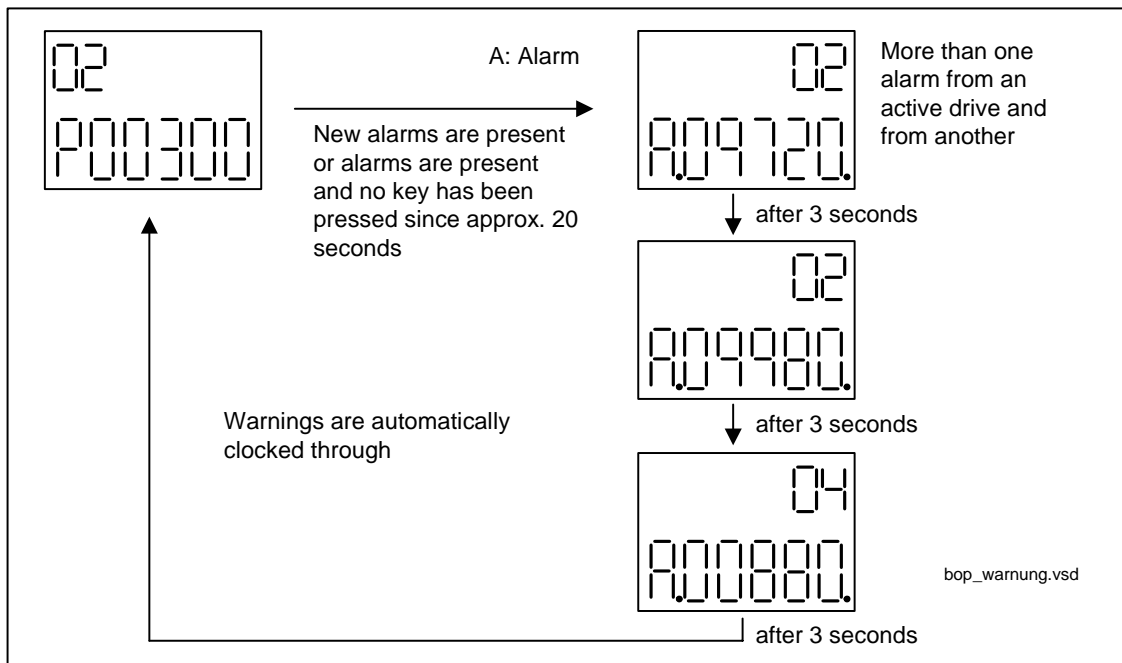 02
P00300
A: Alarm
New alarms are present
or alarms are present
and no key has been
pressed since approx. 20
seconds
02
A.09720.
More than one
alarm from an
active drive and
from another
after 3 seconds
02
A.09980.
after 3 seconds
Warnings are automatically
clocked through
04
A.00880.
bop_warnung.vsd
after 3 seconds